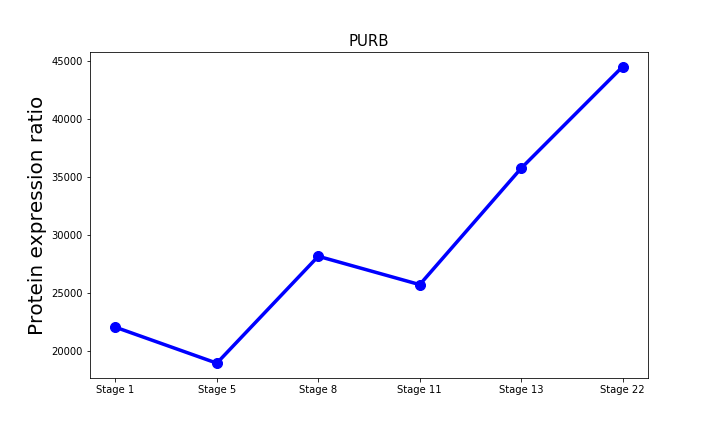 PURB
Protein expression ratio
45000
40000
35000
30000
25000
20000
Stage 1 Stage 5 Stage 8 Stage 11 Stage 13 Stage 22